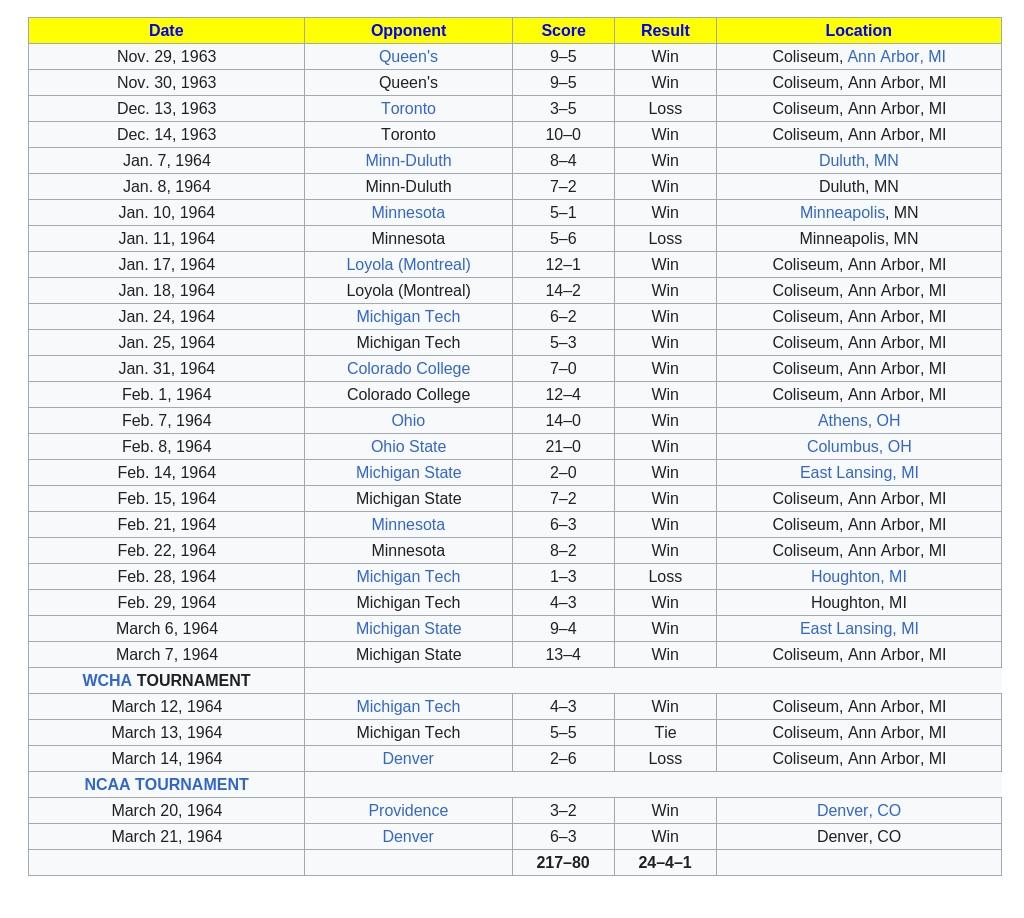 Date Opponent Score Result Location
Nov. 29, 1963 Queen's 9–5 Win Coliseum, Ann Arbor, MI
Nov. 30, 1963 Queen's 9–5 Win Coliseum, Ann Arbor, MI
Dec. 13, 1963 Toronto 3–5 Loss Coliseum, Ann Arbor, MI
Dec. 14, 1963 Toronto 10–0 Win Coliseum, Ann Arbor, MI
Jan. 7, 1964 Minn-Duluth 8–4 Win Duluth, MN
Jan. 8, 1964 Minn-Duluth 7–2 Win Duluth, MN
Jan. 10, 1964 Minnesota 5–1 Win Minneapolis, MN
Jan. 11, 1964 Minnesota 5–6 Loss Minneapolis, MN
Jan. 17, 1964 Loyola (Montreal) 12–1 Win Coliseum, Ann Arbor, MI
Jan. 18, 1964 Loyola (Montreal) 14–2 Win Coliseum, Ann Arbor, MI
Jan. 24, 1964 Michigan Tech 6–2 Win Coliseum, Ann Arbor, MI
Jan. 25, 1964 Michigan Tech 5–3 Win Coliseum, Ann Arbor, MI
Jan. 31, 1964 Colorado College 7–0 Win Coliseum, Ann Arbor, MI
Feb. 1, 1964 Colorado College 12–4 Win Coliseum, Ann Arbor, MI
Feb. 7, 1964 Ohio 14–0 Win Athens, OH
Feb. 8, 1964 Ohio State 21–0 Win Columbus, OH
Feb. 14, 1964 Michigan State 2–0 Win East Lansing, MI
Feb. 15, 1964 Michigan State 7–2 Win Coliseum, Ann Arbor, MI
Feb. 21, 1964 Minnesota 6–3 Win Coliseum, Ann Arbor, MI
Feb. 22, 1964 Minnesota 8–2 Win Coliseum, Ann Arbor, MI
Feb. 28, 1964 Michigan Tech 1–3 Loss Houghton, MI
Feb. 29, 1964 Michigan Tech 4–3 Win Houghton, MI
March 6, 1964 Michigan State 9–4 Win East Lansing, MI
March 7, 1964 Michigan State 13–4 Win Coliseum, Ann Arbor, MI
WCHA TOURNAMENT
March 12, 1964 Michigan Tech 4–3 Win Coliseum, Ann Arbor, MI
March 13, 1964 Michigan Tech 5–5 Tie Coliseum, Ann Arbor, MI
March 14, 1964 Denver 2–6 Loss Coliseum, Ann Arbor, MI
NCAA TOURNAMENT
March 20, 1964 Providence 3–2 Win Denver, CO
March 21, 1964 Denver 6–3 Win Denver, CO
217–80 24–4–1